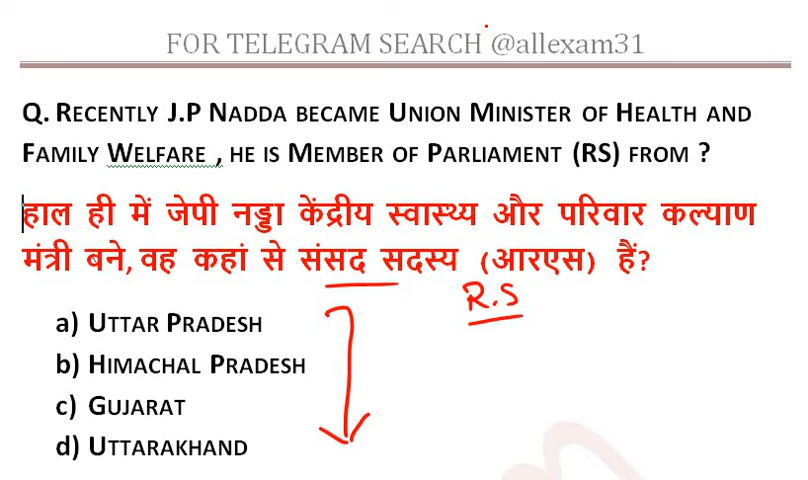 FOR TELEGRAM SEARCH @allexam31
Q. RECENTLY J.P NADDA BECAME UNION MINISTER OF HEALTH AND
FAMILY WELFARE , HE IS MEMBER OF PARLIAMENT (RS) FROM ?
हाल ही में जेपी नड्डा केंद्रीय स्वास्थ्य और परिवार कल्याण
मंत्री बने, वह कहां से संसद सदस्य (आरएस) हैं?
R.S
a) UTTAR PRADESH
b) HIMACHAL PRADESH
c) GUJARAT
d) UTTARAKHAND